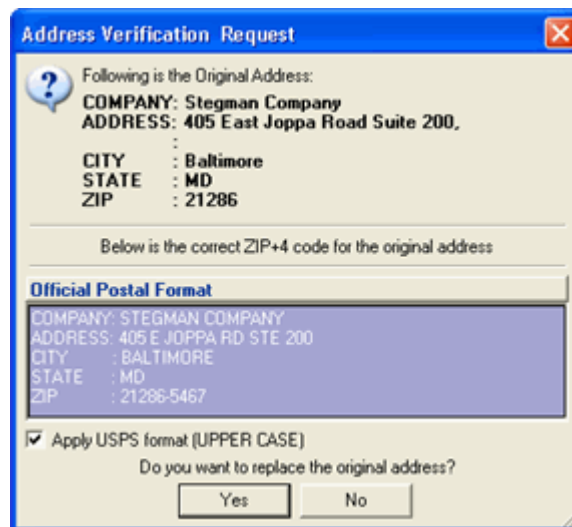 Address Verification Request
Following is the Original Address:
COMPANY: Stegman Company
ADDRESS: 405 East Joppa Road Suite 200,
:
CITY : Baltimore
STATE : MD
ZIP : 21286
Below is the correct ZIP+4 code for the original address
Official Postal Format
COMPANY: STEGMAN COMPANY
ADDRESS: 405 E JOPPA RD STE 200
CITY : BALTIMORE
STATE : MD
ZIP : 21286-5467
Apply USPS format (UPPER CASE)
Do you want to replace the original address?
Yes No